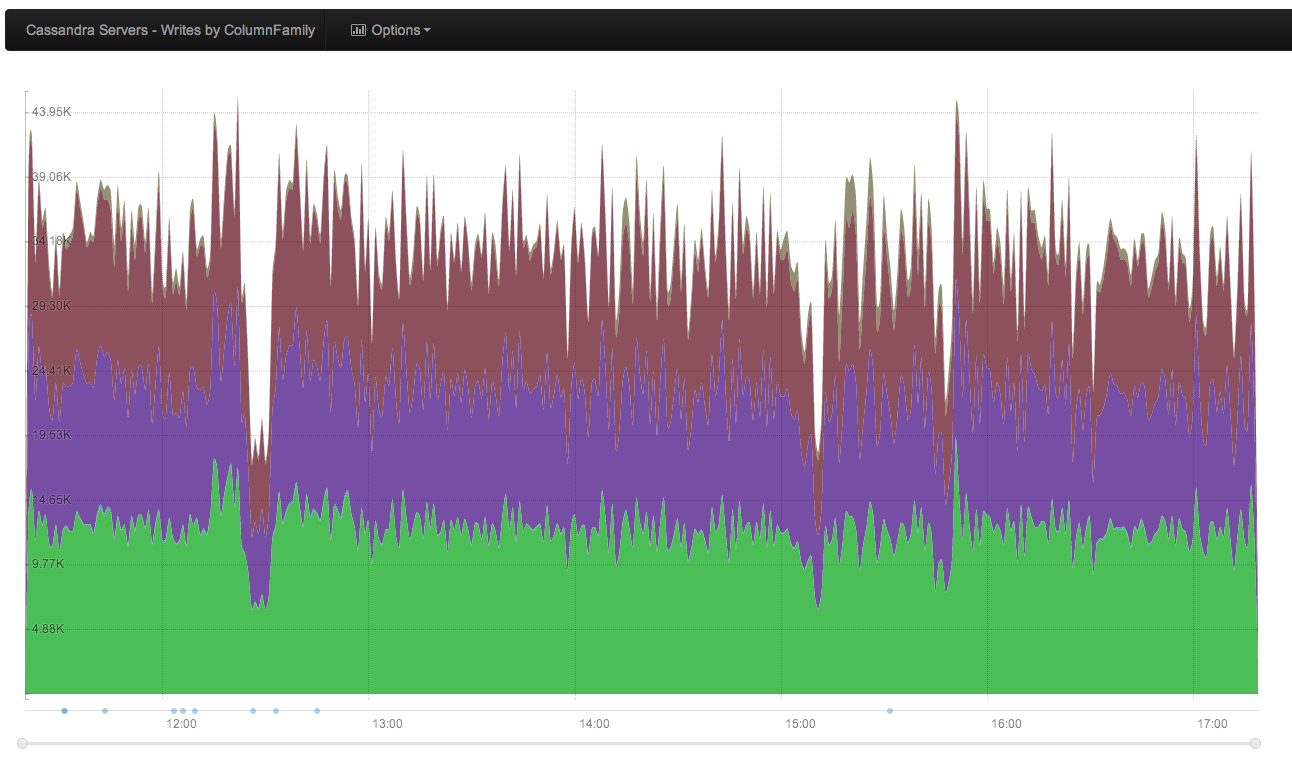 Cassandra Servers - Writes by ColumnFamily Options
43.95K
39.06K
34.18K
29.30K
24.41K
19.53K
14.65K
9.77K
4.88K
12:00 13:00 14:00 15:00 16:00 17:00